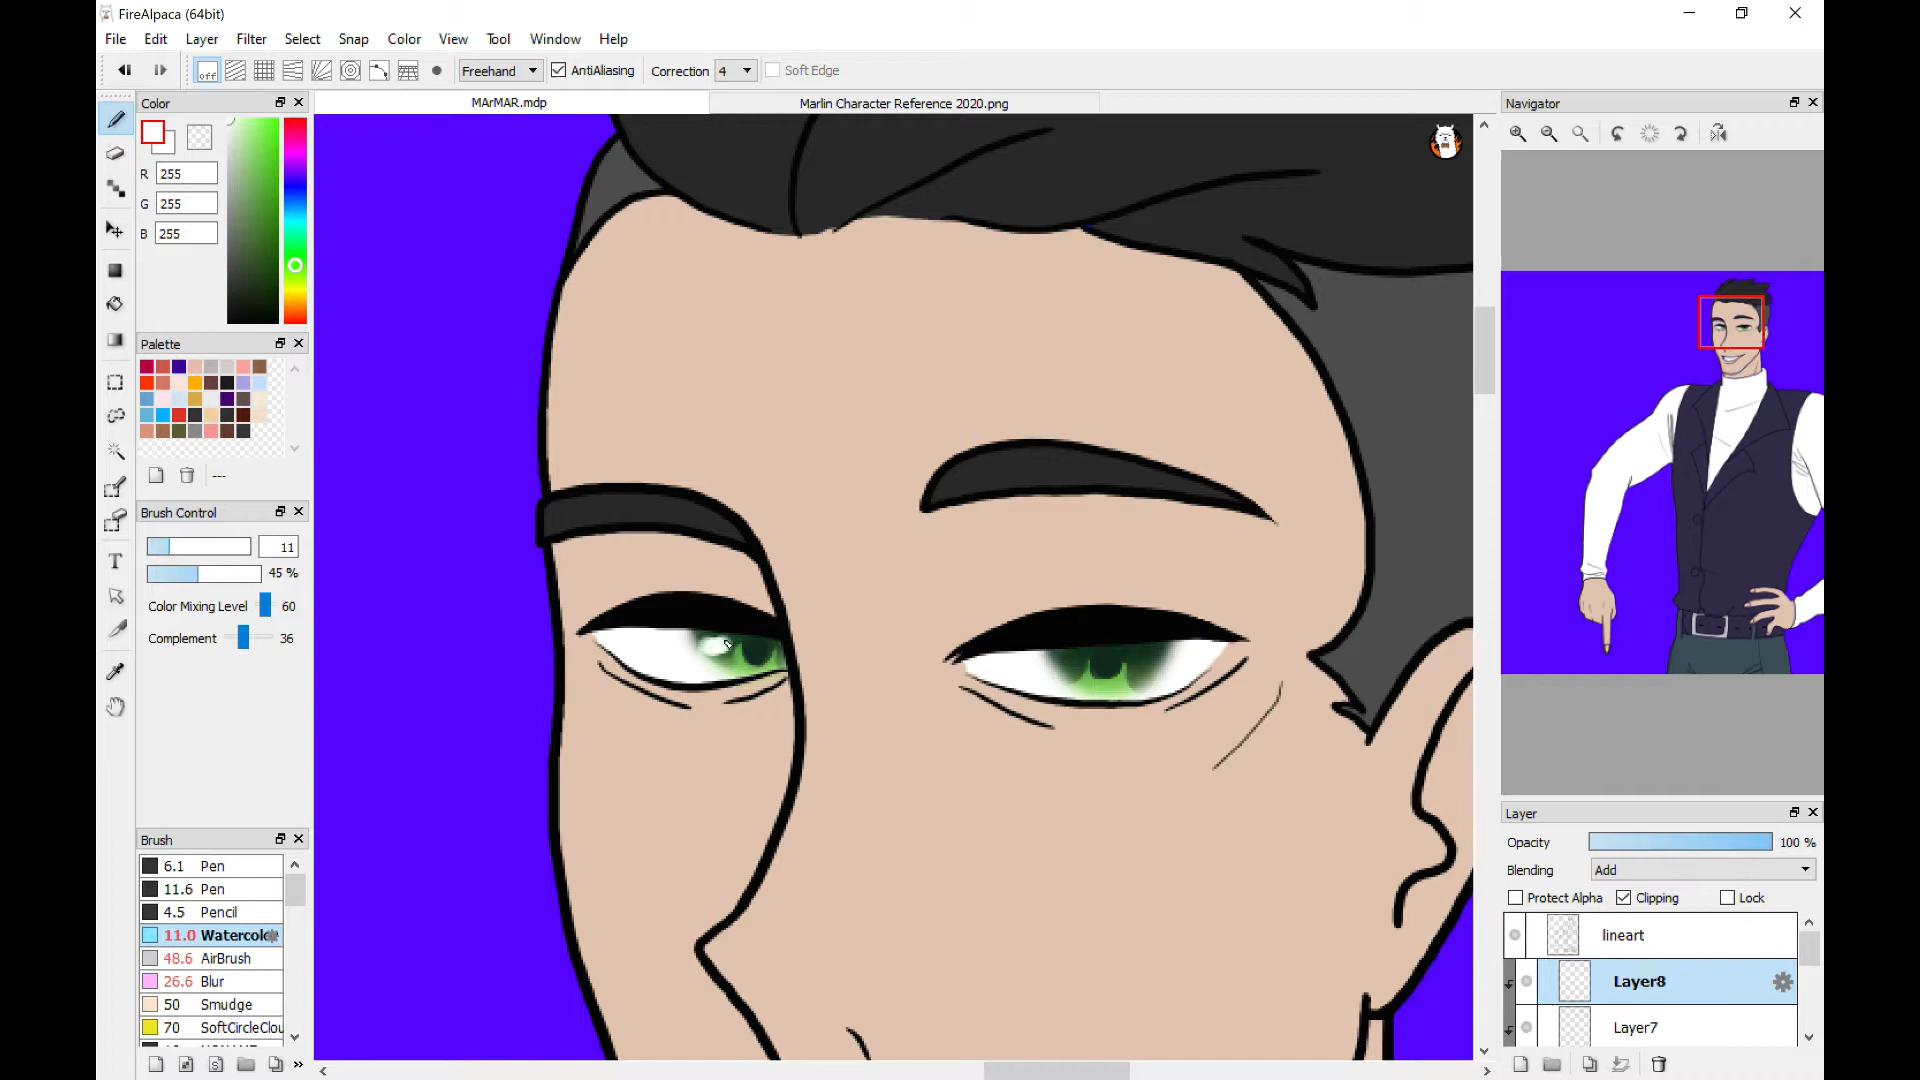 FireAlpaca (64bit)
File Edit Layer Filter Select Snap Color View Tool Window Help
off Freehand AntiAliasing Correction 4 Soft Edge
Color MArMAR.mdp Marlin Character Reference 2020.png Navigator
R 255
G 255
B 255
Palette
---
Brush Control
11
45 %
Color Mixing Level 60
Complement 36
T
Brush
6.1 Pen
11.6 Pen
4.5 Pencil
11.0 Watercolo
48.6 AirBrush
26.6 Blur
50 Smudge
70 SoftCircleClou
Layer
Opacity 100 %
Blending Add
Protect Alpha Clipping Lock
lineart
Layer8
Layer7